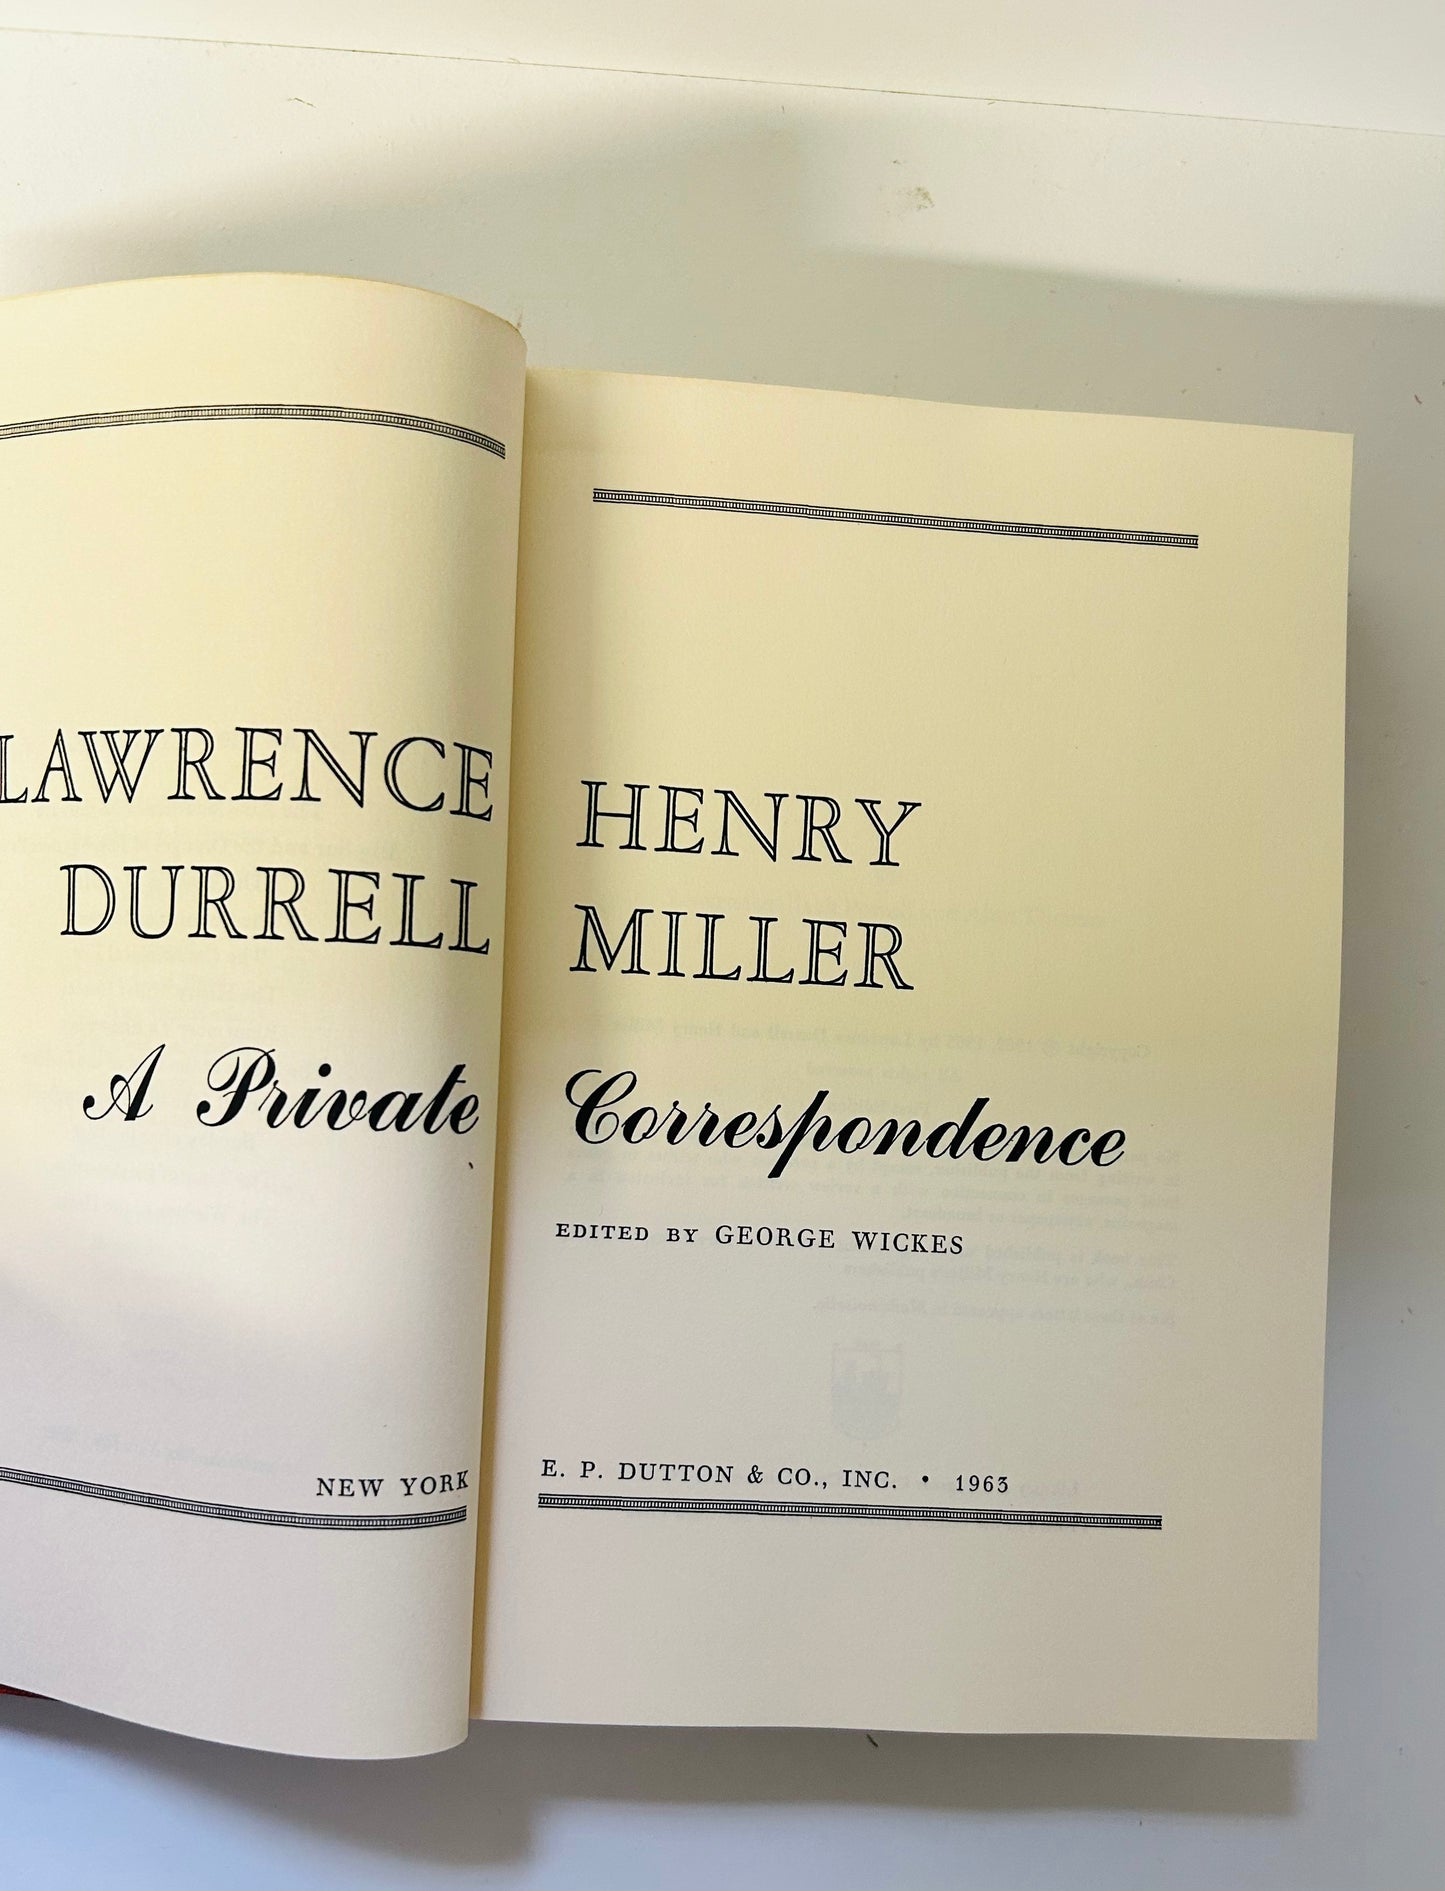 LAWRENCE
DURRELL
A Private
NEW YORK
HENRY
MILLER
Correspondence
EDITED BY GEORGE WICKES
E. P. DUTTON & CO., INC. • 1963